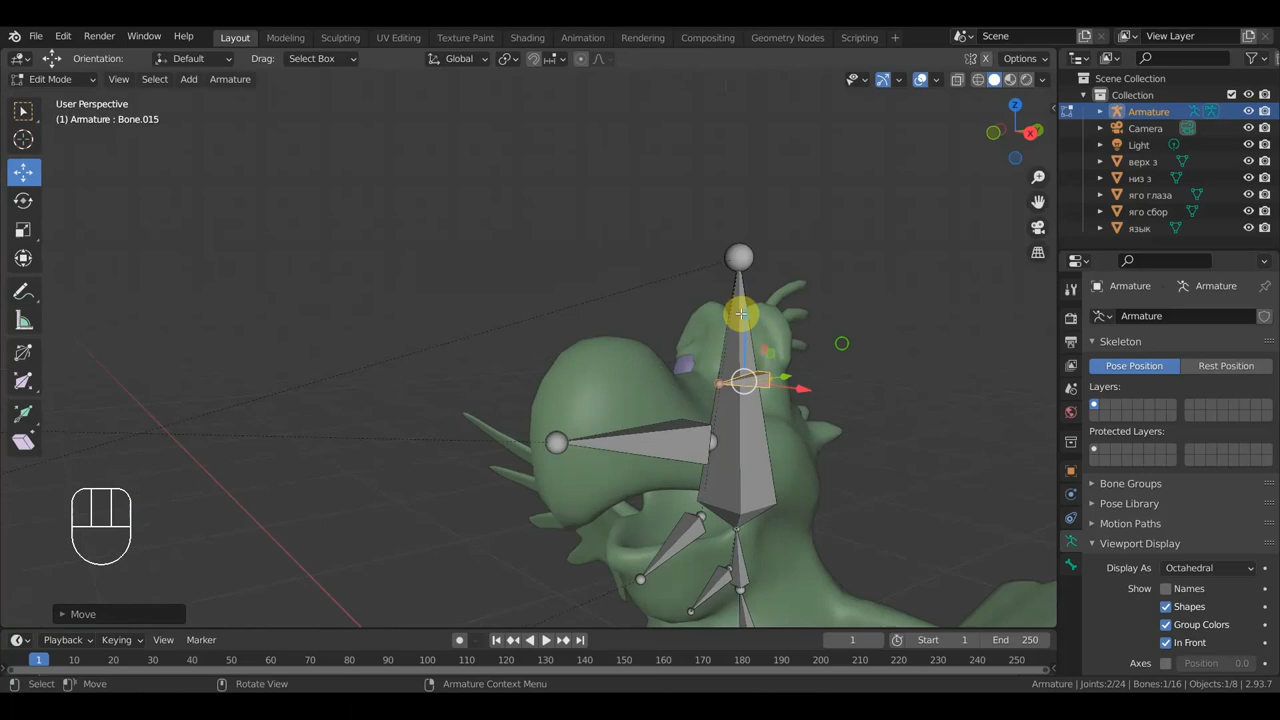 File Edit Render Window Help Layout Modeling Sculpting UV Editing Texture Paint Shading Animation Rendering Compositing Geometry Nodes Scripting + Scene View Layer
Orientation: Default Drag: Select Box Global Options
Edit Mode View Select Add Armature
User Perspective
(1) Armature : Bone.015
Z
X
Scene Collection
Collection
Armature
Camera
Light
верх з
низ з
яго глаза
яго сбор
язык
Armature Armature
Armature
Skeleton
Pose Position Rest Position
Layers:
Protected Layers:
Bone Groups
Pose Library
Motion Paths
Viewport Display
Display As Octahedral
Show Names
Shapes
Group Colors
In Front
Axes Position 0.0
Move
Playback Keying View Marker 1 Start 1 End 250
1 10 20 30 40 50 60 70 80 90 100 110 120 130 140 150 160 170 180 190 200 210 220 230 240 250
Select Move Rotate View Armature Context Menu Armature | Joints:2/24 | Bones:1/16 | Objects:1/8 | 2.93.7